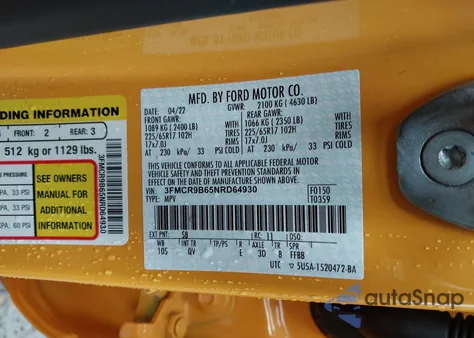 DING INFORMATION
FRONT: 2 REAR: 3
512 kg or 1129 lbs.
SEE OWNERS
MANUAL FOR
ADDITIONAL
INFORMATION
PA, 33 PSI
PA, 33 PSI
PA, 60 PSI
3FMCR9B65NRD64930
MFD. BY FORD MOTOR CO.
DATE: 04/22 GVWR: 2100 KG ( 4630 LB)
FRONT GAWR: REAR GAWR:
1089 KG ( 2400 LB) 1066 KG ( 2350 LB)
225/65R17 102H TIRES 225/65R17 102H
17x7.0J RIMS 17x7.0J
AT 230 kPa/ 33 PSI COLD AT 230 kPa/ 33 PSI COLD
THIS VEHICLE CONFORMS TO ALL APPLICABLE FEDERAL MOTOR
VEHICLE SAFETY AND THEFT PREVENTION STANDARDS IN EFFECT ON THE DATE OF MANUFACTURE SHOWN ABOVE.
VIN: 3FMCR9B65NRD64930 F0150
TYPE: MPV T0359
EXT PNT: SB RC: 11 DSO:
WB INT TR TP/PS R AXLE TR SPR
105 QV E 3D 8 FFBB
UTC ▽ 5U5A-1520472-BA
autoSnap